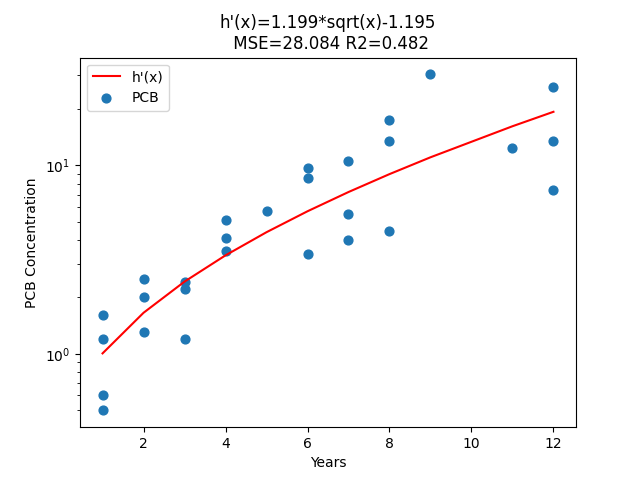 h'(x)=1.199*sqrt(x)-1.195
MSE=28.084 R2=0.482
h'(x)
PCB
10¹
10⁰
PCB Concentration
2 4 6 8 10 12
Years